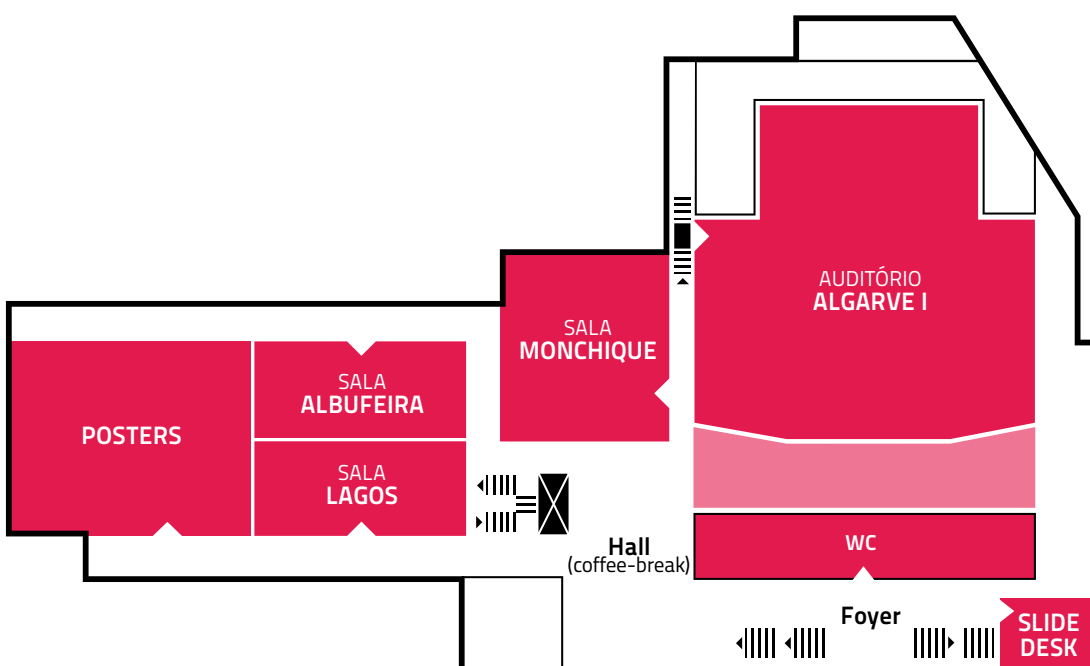 AUDITÓRIO
ALGARVE I
SALA
MONCHIQUE
SALA
ALBUFEIRA
POSTERS
SALA
LAGOS
Hall
(coffee-break)
WC
Foyer
SLIDE
DESK